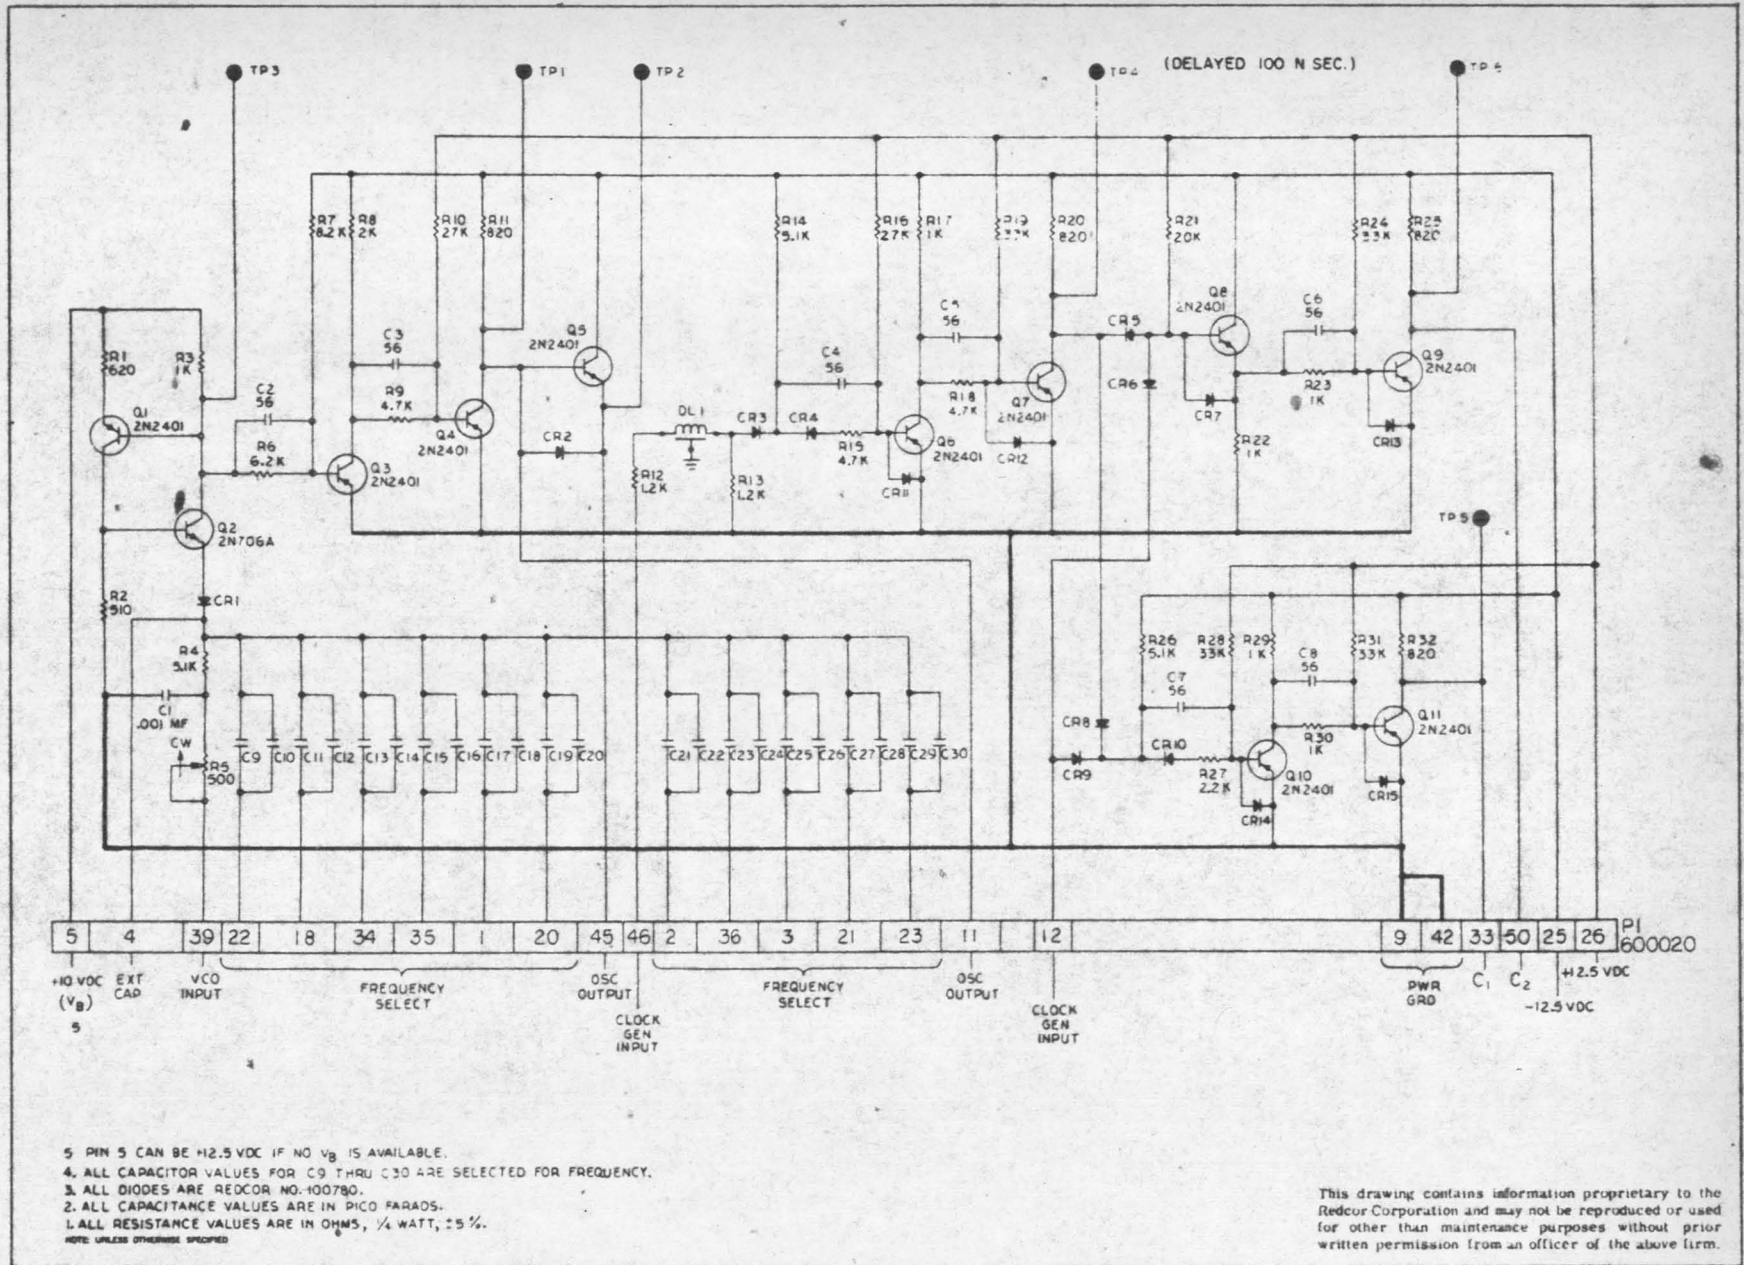 TP3
TP1
TP2
TP4
(DELAYED 100 N SEC.)
TP6
R7
8.2K
R8
2K
R10
27K
R11
820
R14
5.1K
R16
27K
R17
1K
R19
33K
R20
820
R21
20K
R24
33K
R25
820
R1
620
R3
1K
C3
56
Q5
2N2401
C4
56
C5
56
CR5
Q8
2N2401
C6
56
Q9
2N2401
Q1
2N2401
C2
56
R9
4.7K
R6
6.2K
Q3
2N2401
Q4
2N2401
CR2
DL1
CR3
CR4
R15
4.7K
R12
1.2K
R13
1.2K
CR11
Q6
2N2401
R18
4.7K
Q7
2N2401
CR12
CR6
CR7
R22
1K
R23
1K
CR13
Q2
2N706A
TP5
R2
510
CR1
R4
5.1K
C1
.001 MF
CW
R5
500
R26
5.1K
R28
33K
R29
1K
R31
33K
R32
820
C7
56
C8
56
CR8
CR9
CR10
R27
2.2K
Q10
2N2401
CR14
R30
1K
Q11
2N2401
CR15
C9 C10 C11 C12 C13 C14 C15 C16 C17 C18 C19 C20 C21 C22 C23 C24 C25 C26 C27 C28 C29 C30
5 4 39 22 18 34 35 1 20 45 46 2 36 3 21 23 11 12 9 42 33 50 25 26
P1
600020
+10 VDC
(VB)
5
EXT
CAP
VCO
INPUT
FREQUENCY
SELECT
OSC
OUTPUT
CLOCK
GEN
INPUT
FREQUENCY
SELECT
OSC
OUTPUT
CLOCK
GEN
INPUT
PWR
GRD
C1
C2
+12.5 VDC
-12.5 VDC
5 PIN 5 CAN BE +12.5 VDC IF NO VB IS AVAILABLE.
4. ALL CAPACITOR VALUES FOR C9 THRU C30 ARE SELECTED FOR FREQUENCY.
3. ALL DIODES ARE REDCOR NO. 100780.
2. ALL CAPACITANCE VALUES ARE IN PICO FARADS.
1. ALL RESISTANCE VALUES ARE IN OHMS, 1/4 WATT, ±5%.
NOTE: UNLESS OTHERWISE SPECIFIED
This drawing contains information proprietary to the
Redcor Corporation and may not be reproduced or used
for other than maintenance purposes without prior
written permission from an officer of the above firm.